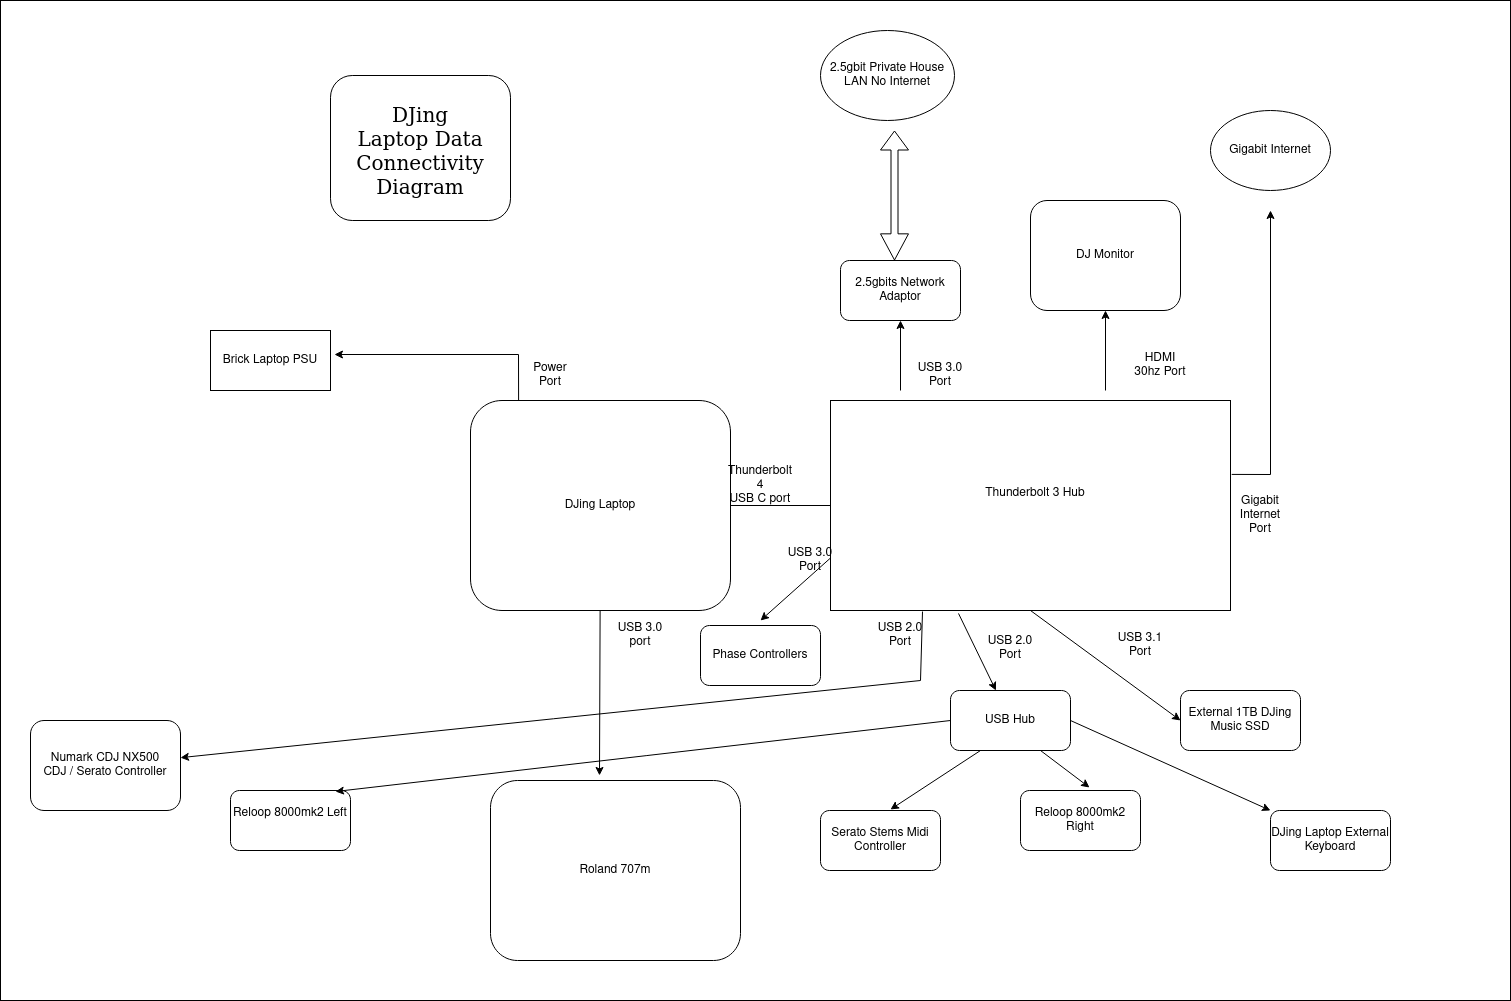 2.5gbit Private House
LAN No Internet
DJing
Laptop Data
Connectivity
Diagram
Gigabit Internet
DJ Monitor
2.5gbits Network
Adaptor
Brick Laptop PSU
Power
Port
USB 3.0
Port
HDMI
30hz Port
Thunderbolt
4
USB C port
DJing Laptop
Thunderbolt 3 Hub
Gigabit
Internet
Port
USB 3.0
Port
USB 3.0
port
Phase Controllers
USB 2.0
Port
USB 2.0
Port
USB 3.1
Port
USB Hub
External 1TB DJing
Music SSD
Numark CDJ NX500
CDJ / Serato Controller
Reloop 8000mk2 Left
Roland 707m
Serato Stems Midi
Controller
Reloop 8000mk2
Right
DJing Laptop External
Keyboard